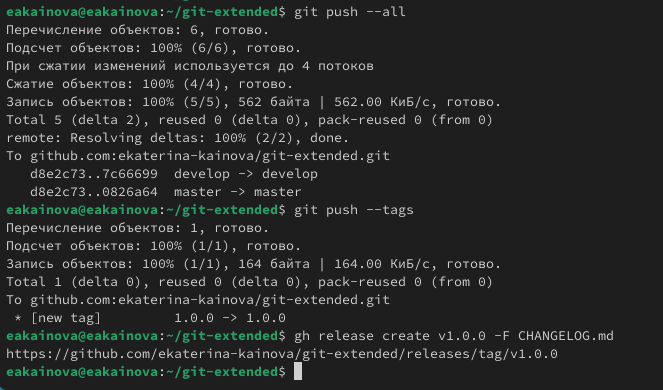 eakainova@eakainova:~/git-extended$ git push --all
Перечисление объектов: 6, готово.
Подсчет объектов: 100% (6/6), готово.
При сжатии изменений используется до 4 потоков
Сжатие объектов: 100% (4/4), готово.
Запись объектов: 100% (5/5), 562 байта | 562.00 КиБ/с, готово.
Total 5 (delta 2), reused 0 (delta 0), pack-reused 0 (from 0)
remote: Resolving deltas: 100% (2/2), done.
To github.com:ekaterina-kainova/git-extended.git
   d8e2c73..7c66699  develop -> develop
   d8e2c73..0826a64  master -> master
eakainova@eakainova:~/git-extended$ git push --tags
Перечисление объектов: 1, готово.
Подсчет объектов: 100% (1/1), готово.
Запись объектов: 100% (1/1), 164 байта | 164.00 КиБ/с, готово.
Total 1 (delta 0), reused 0 (delta 0), pack-reused 0 (from 0)
To github.com:ekaterina-kainova/git-extended.git
 * [new tag]         1.0.0 -> 1.0.0
eakainova@eakainova:~/git-extended$ gh release create v1.0.0 -F CHANGELOG.md
https://github.com/ekaterina-kainova/git-extended/releases/tag/v1.0.0
eakainova@eakainova:~/git-extended$